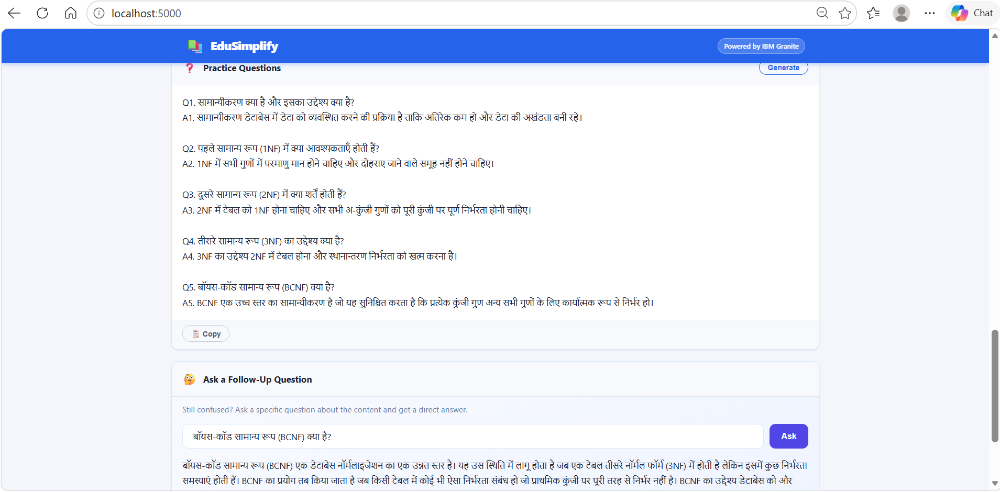 localhost:5000
Chat
EduSimplify
Powered by IBM Granite
Practice Questions
Generate
Q1. सामान्यीकरण क्या है और इसका उद्देश्य क्या है?
A1. सामान्यीकरण डेटाबेस में डेटा को व्यवस्थित करने की प्रक्रिया है ताकि अतिरेक कम हो और डेटा की अखंडता बनी रहे।
Q2. पहले सामान्य रूप (1NF) में क्या आवश्यकताएँ होती हैं?
A2. 1NF में सभी गुणों में परमाणु मान होने चाहिए और दोहराए जाने वाले समूह नहीं होने चाहिए।
Q3. दूसरे सामान्य रूप (2NF) में क्या शर्तें होती हैं?
A3. 2NF में टेबल को 1NF होना चाहिए और सभी अ-कुंजी गुणों को पूरी कुंजी पर पूर्ण निर्भरता होनी चाहिए।
Q4. तीसरे सामान्य रूप (3NF) का उद्देश्य क्या है?
A4. 3NF का उद्देश्य 2NF में टेबल होना और स्थानान्तरण निर्भरता को खत्म करना है।
Q5. बॉयस-कॉड सामान्य रूप (BCNF) क्या है?
A5. BCNF एक उच्च स्तर का सामान्यीकरण है जो यह सुनिश्चित करता है कि प्रत्येक कुंजी गुण अन्य सभी गुणों के लिए कार्यात्मक रूप से निर्भर हो।
Copy
Ask a Follow-Up Question
Still confused? Ask a specific question about the content and get a direct answer.
बॉयस-कॉड सामान्य रूप (BCNF) क्या है?
Ask
बॉयस-कॉड सामान्य रूप (BCNF) एक डेटाबेस नॉर्मलाइजेशन का एक उन्नत स्तर है। यह उस स्थिति में लागू होता है जब एक टेबल तीसरे नॉर्मल फॉर्म (3NF) में होती है लेकिन इसमें कुछ निर्भरता
समस्याएं होती हैं। BCNF का प्रयोग तब किया जाता है जब किसी टेबल में कोई भी ऐसा निर्भरता संबंध हो जो प्राथमिक कुंजी पर पूरी तरह से निर्भर नहीं है। BCNF का उद्देश्य डेटाबेस को और